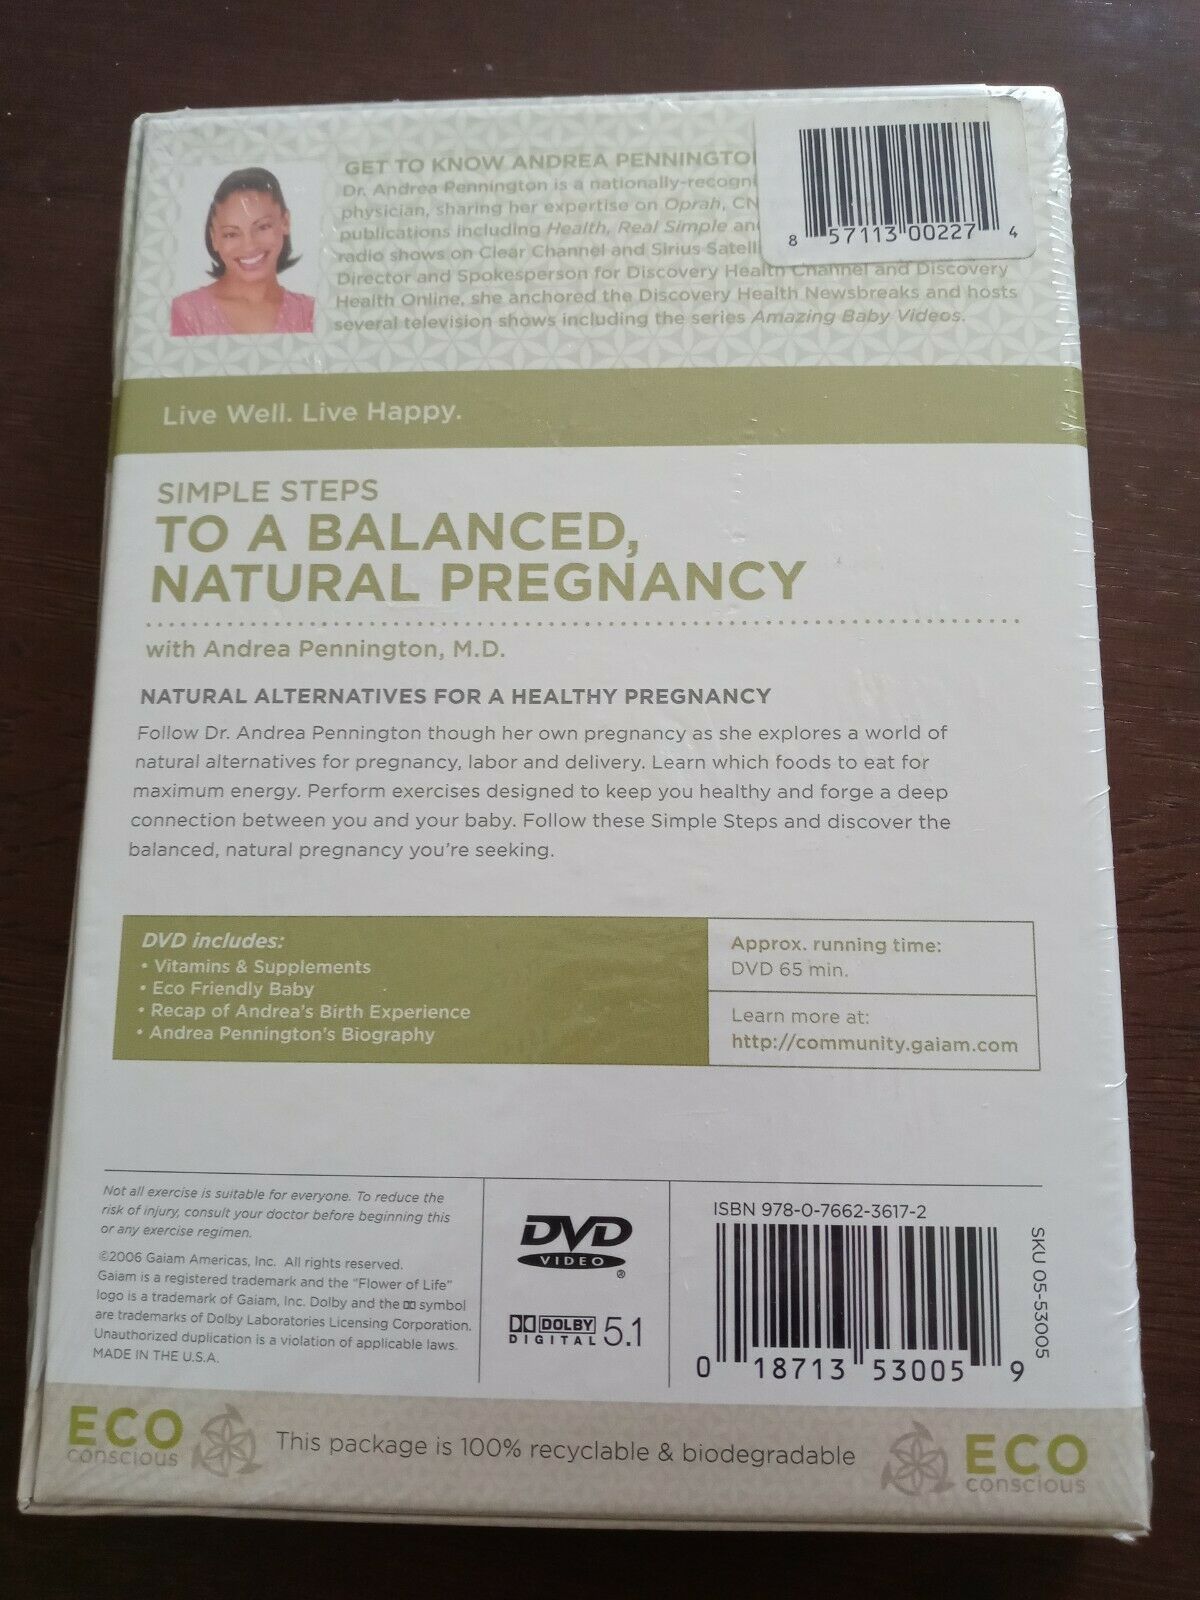 GET TO KNOW ANDREA PENNINGTO
Dr. Andrea Pennington is a nationally-recogni
physician, sharing her expertise on Oprah, CN
publications including Health, Real Simple an
radio shows on Clear Channel and Sirius Satell
Director and Spokesperson for Discovery Health Channel and Discovery
Health Online, she anchored the Discovery Health Newsbreaks and hosts
several television shows including the series Amazing Baby Videos.
8 57113 00227 4
Live Well. Live Happy.
SIMPLE STEPS
TO A BALANCED,
NATURAL PREGNANCY
with Andrea Pennington, M.D.
NATURAL ALTERNATIVES FOR A HEALTHY PREGNANCY
Follow Dr. Andrea Pennington though her own pregnancy as she explores a world of
natural alternatives for pregnancy, labor and delivery. Learn which foods to eat for
maximum energy. Perform exercises designed to keep you healthy and forge a deep
connection between you and your baby. Follow these Simple Steps and discover the
balanced, natural pregnancy you're seeking.
DVD includes:
• Vitamins & Supplements
• Eco Friendly Baby
• Recap of Andrea's Birth Experience
• Andrea Pennington's Biography
Approx. running time:
DVD 65 min.
Learn more at:
http://community.gaiam.com
Not all exercise is suitable for everyone. To reduce the
risk of injury, consult your doctor before beginning this
or any exercise regimen.
©2006 Gaiam Americas, Inc. All rights reserved.
Gaiam is a registered trademark and the "Flower of Life"
logo is a trademark of Gaiam, Inc. Dolby and the symbol
are trademarks of Dolby Laboratories Licensing Corporation.
Unauthorized duplication is a violation of applicable laws.
MADE IN THE U.S.A.
DVD
VIDEO
®
DOLBY
DIGITAL 5.1
ISBN 978-0-7662-3617-2
0 18713 53005 9
SKU 05-53005
ECO
conscious
This package is 100% recyclable & biodegradable
ECO
conscious